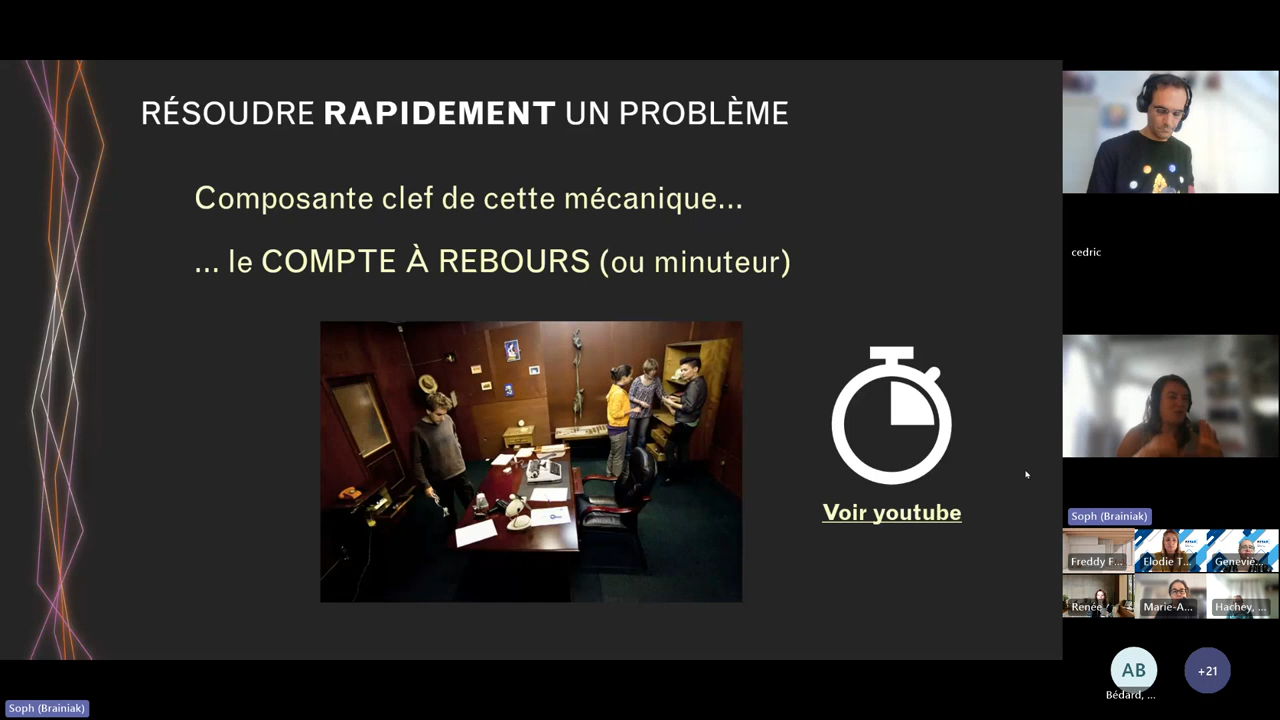 RÉSOUDRE RAPIDEMENT UN PROBLÈME
Composante clef de cette mécanique...
... le COMPTE À REBOURS (ou minuteur)
Voir youtube
cedric
Soph (Brainiak)
Freddy F...
Elodie T...
Geneviè...
Renée
Marie-A...
Hachey, ...
AB
Bédard, ...
+21
Soph (Brainiak)